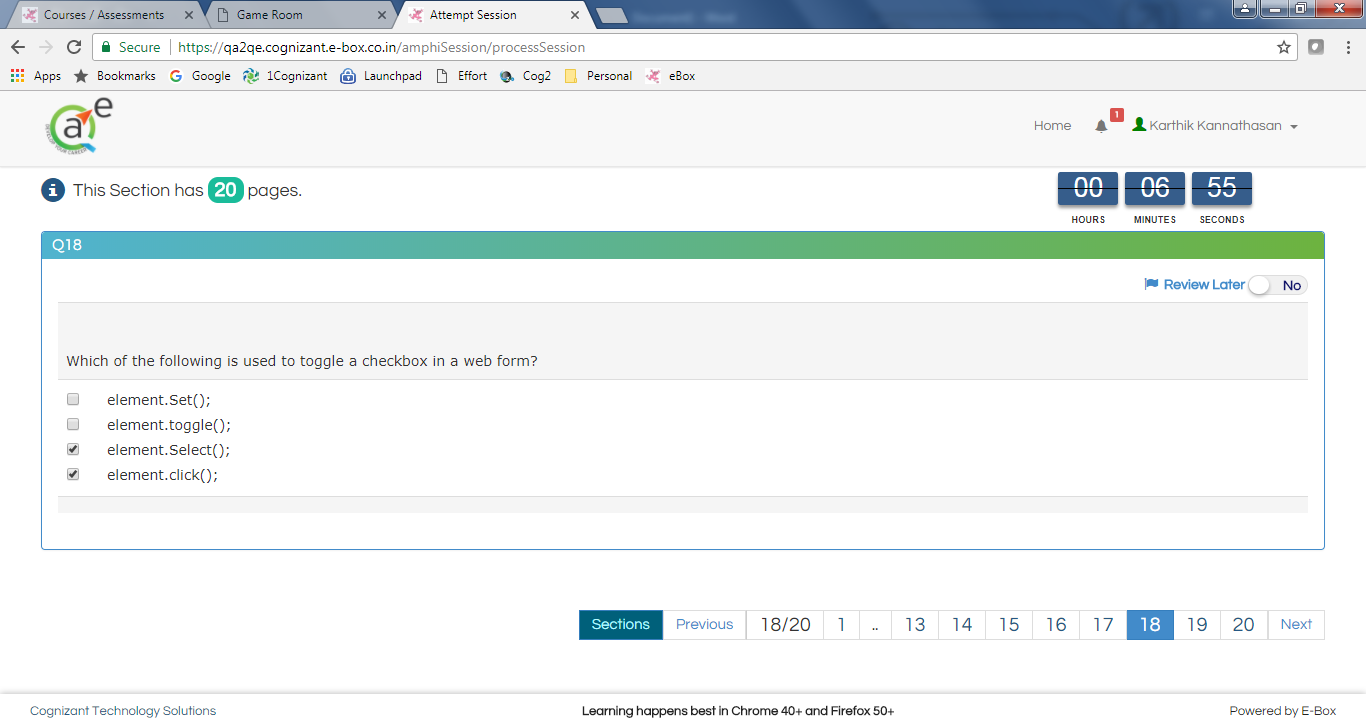 Courses / Assessments
Game Room
Attempt Session
Secure https://qa2qe.cognizant.e-box.co.in/amphiSession/processSession
Apps Bookmarks Google 1Cognizant Launchpad Effort Cog2 Personal eBox
a e
Home 1 Karthik Kannathasan
This Section has 20 pages.
00 06 55
HOURS MINUTES SECONDS
Q18
Review Later No
Which of the following is used to toggle a checkbox in a web form?
element.Set();
element.toggle();
element.Select();
element.click();
Sections Previous 18/20 1 .. 13 14 15 16 17 18 19 20 Next
Cognizant Technology Solutions Learning happens best in Chrome 40+ and Firefox 50+ Powered by E-Box